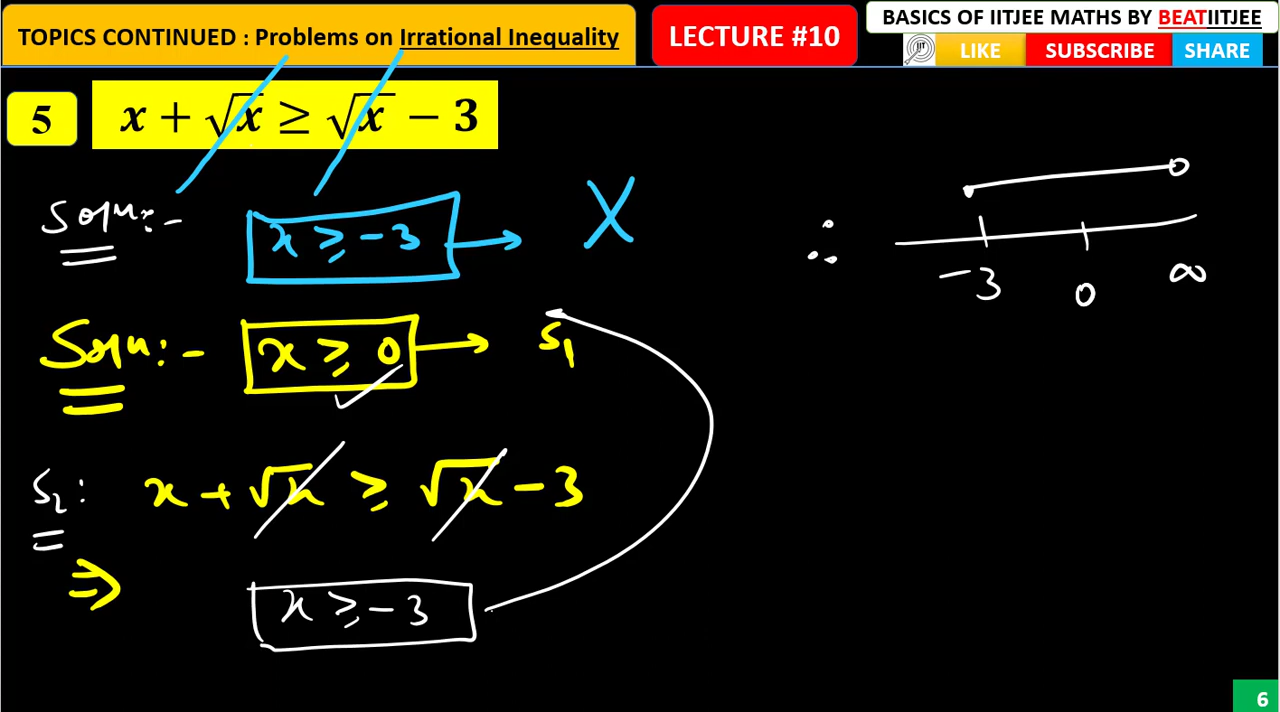 TOPICS CONTINUED : Problems on Irrational Inequality
LECTURE #10
BASICS OF IITJEE MATHS BY BEATIITJEE
IIT
LIKE
SUBSCRIBE
SHARE
5
x + √x ≥ √x − 3
Soln:-
x ≥ -3 → X
Soln:-
x ≥ 0 → S₁
S₂:
x + √x ≥ √x - 3
⇒
x ≥ -3
∴
-3 0 ∞
6